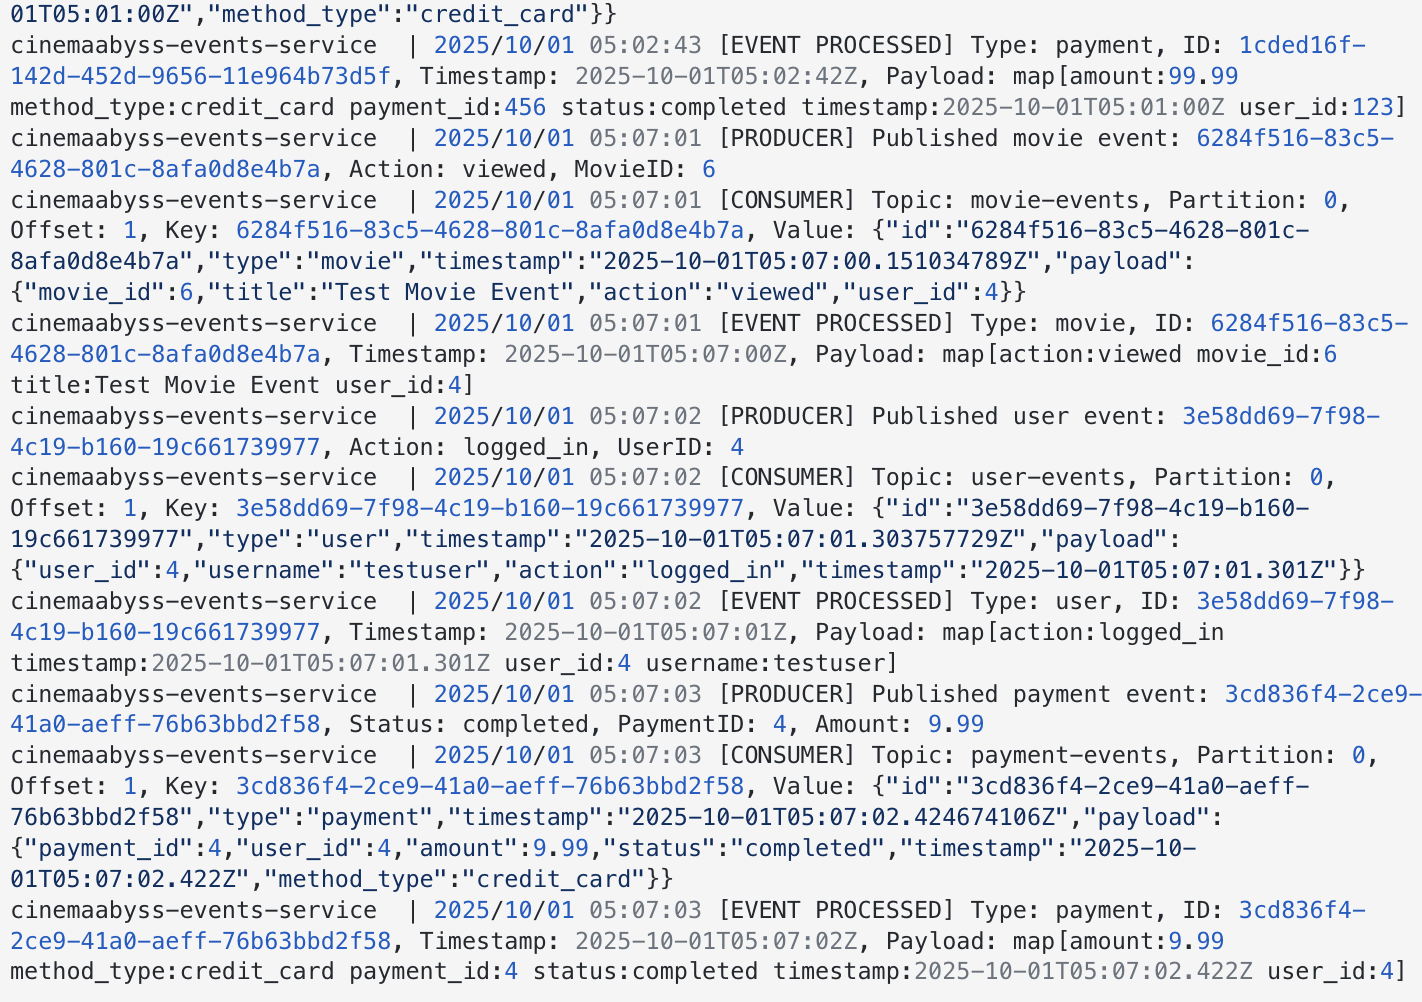 01T05:01:00Z","method_type":"credit_card"}}
cinemaabyss-events-service  | 2025/10/01 05:02:43 [EVENT PROCESSED] Type: payment, ID: 1cded16f-
142d-452d-9656-11e964b73d5f, Timestamp: 2025-10-01T05:02:42Z, Payload: map[amount:99.99
method_type:credit_card payment_id:456 status:completed timestamp:2025-10-01T05:01:00Z user_id:123]
cinemaabyss-events-service  | 2025/10/01 05:07:01 [PRODUCER] Published movie event: 6284f516-83c5-
4628-801c-8afa0d8e4b7a, Action: viewed, MovieID: 6
cinemaabyss-events-service  | 2025/10/01 05:07:01 [CONSUMER] Topic: movie-events, Partition: 0,
Offset: 1, Key: 6284f516-83c5-4628-801c-8afa0d8e4b7a, Value: {"id":"6284f516-83c5-4628-801c-
8afa0d8e4b7a","type":"movie","timestamp":"2025-10-01T05:07:00.151034789Z","payload":
{"movie_id":6,"title":"Test Movie Event","action":"viewed","user_id":4}}
cinemaabyss-events-service  | 2025/10/01 05:07:01 [EVENT PROCESSED] Type: movie, ID: 6284f516-83c5-
4628-801c-8afa0d8e4b7a, Timestamp: 2025-10-01T05:07:00Z, Payload: map[action:viewed movie_id:6
title:Test Movie Event user_id:4]
cinemaabyss-events-service  | 2025/10/01 05:07:02 [PRODUCER] Published user event: 3e58dd69-7f98-
4c19-b160-19c661739977, Action: logged_in, UserID: 4
cinemaabyss-events-service  | 2025/10/01 05:07:02 [CONSUMER] Topic: user-events, Partition: 0,
Offset: 1, Key: 3e58dd69-7f98-4c19-b160-19c661739977, Value: {"id":"3e58dd69-7f98-4c19-b160-
19c661739977","type":"user","timestamp":"2025-10-01T05:07:01.303757729Z","payload":
{"user_id":4,"username":"testuser","action":"logged_in","timestamp":"2025-10-01T05:07:01.301Z"}}
cinemaabyss-events-service  | 2025/10/01 05:07:02 [EVENT PROCESSED] Type: user, ID: 3e58dd69-7f98-
4c19-b160-19c661739977, Timestamp: 2025-10-01T05:07:01Z, Payload: map[action:logged_in
timestamp:2025-10-01T05:07:01.301Z user_id:4 username:testuser]
cinemaabyss-events-service  | 2025/10/01 05:07:03 [PRODUCER] Published payment event: 3cd836f4-2ce9-
41a0-aeff-76b63bbd2f58, Status: completed, PaymentID: 4, Amount: 9.99
cinemaabyss-events-service  | 2025/10/01 05:07:03 [CONSUMER] Topic: payment-events, Partition: 0,
Offset: 1, Key: 3cd836f4-2ce9-41a0-aeff-76b63bbd2f58, Value: {"id":"3cd836f4-2ce9-41a0-aeff-
76b63bbd2f58","type":"payment","timestamp":"2025-10-01T05:07:02.424674106Z","payload":
{"payment_id":4,"user_id":4,"amount":9.99,"status":"completed","timestamp":"2025-10-
01T05:07:02.422Z","method_type":"credit_card"}}
cinemaabyss-events-service  | 2025/10/01 05:07:03 [EVENT PROCESSED] Type: payment, ID: 3cd836f4-
2ce9-41a0-aeff-76b63bbd2f58, Timestamp: 2025-10-01T05:07:02Z, Payload: map[amount:9.99
method_type:credit_card payment_id:4 status:completed timestamp:2025-10-01T05:07:02.422Z user_id:4]